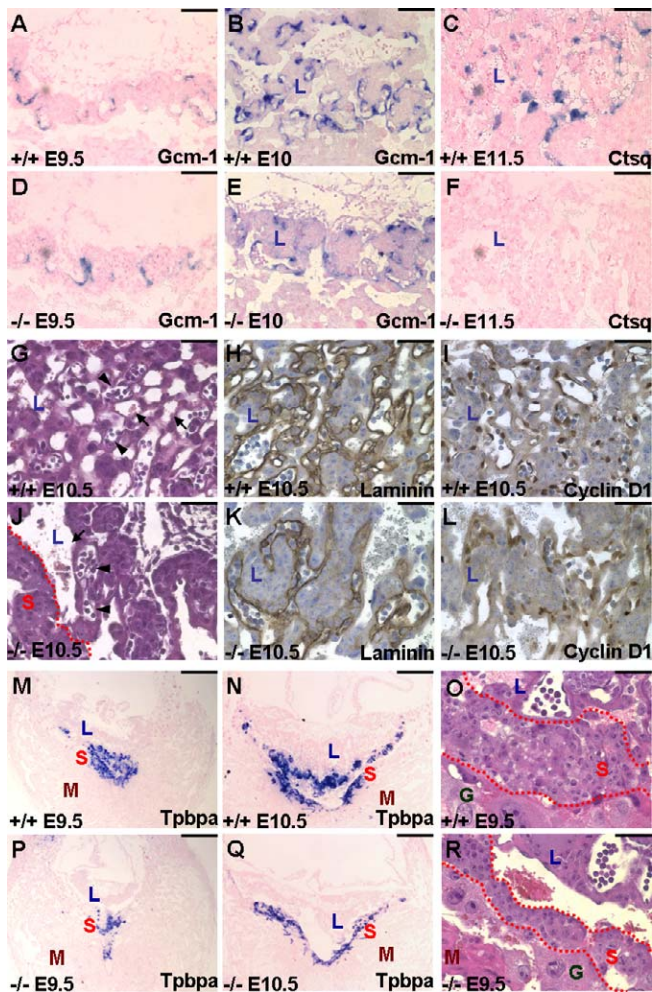 A B C
+/+ E9.5 Gcm-1 L +/+ E10 Gcm-1 L +/+ E11.5 Ctsq
D E F
-/- E9.5 Gcm-1 L -/- E10 Gcm-1 L -/- E11.5 Ctsq
G H I
L +/+ E10.5 L +/+ E10.5 Laminin L +/+ E10.5 Cyclin D1
J K L
L S -/- E10.5 L -/- E10.5 Laminin L -/- E10.5 Cyclin D1
M N O
L S M +/+ E9.5 Tpbpa L S M +/+ E10.5 Tpbpa L S G +/+ E9.5
P Q R
L S M -/- E9.5 Tpbpa L S M -/- E10.5 Tpbpa L S M G -/- E9.5